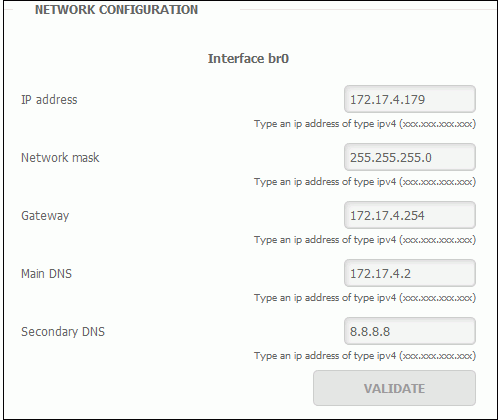 NETWORK CONFIGURATION
Interface br0
IP address 172.17.4.179
Type an ip address of type ipv4 (xxx.xxx.xxx.xxx)
Network mask 255.255.255.0
Type an ip address of type ipv4 (xxx.xxx.xxx.xxx)
Gateway 172.17.4.254
Type an ip address of type ipv4 (xxx.xxx.xxx.xxx)
Main DNS 172.17.4.2
Type an ip address of type ipv4 (xxx.xxx.xxx.xxx)
Secondary DNS 8.8.8.8
Type an ip address of type ipv4 (xxx.xxx.xxx.xxx)
VALIDATE